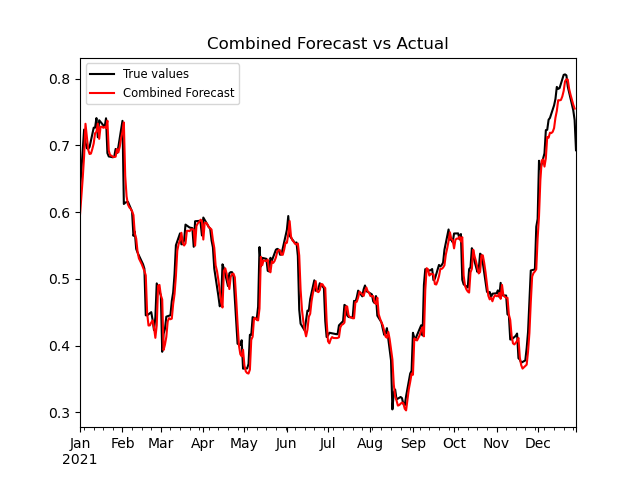 Combined Forecast vs Actual
True values
Combined Forecast
0.8
0.7
0.6
0.5
0.4
0.3
Jan Feb Mar Apr May Jun Jul Aug Sep Oct Nov Dec
2021